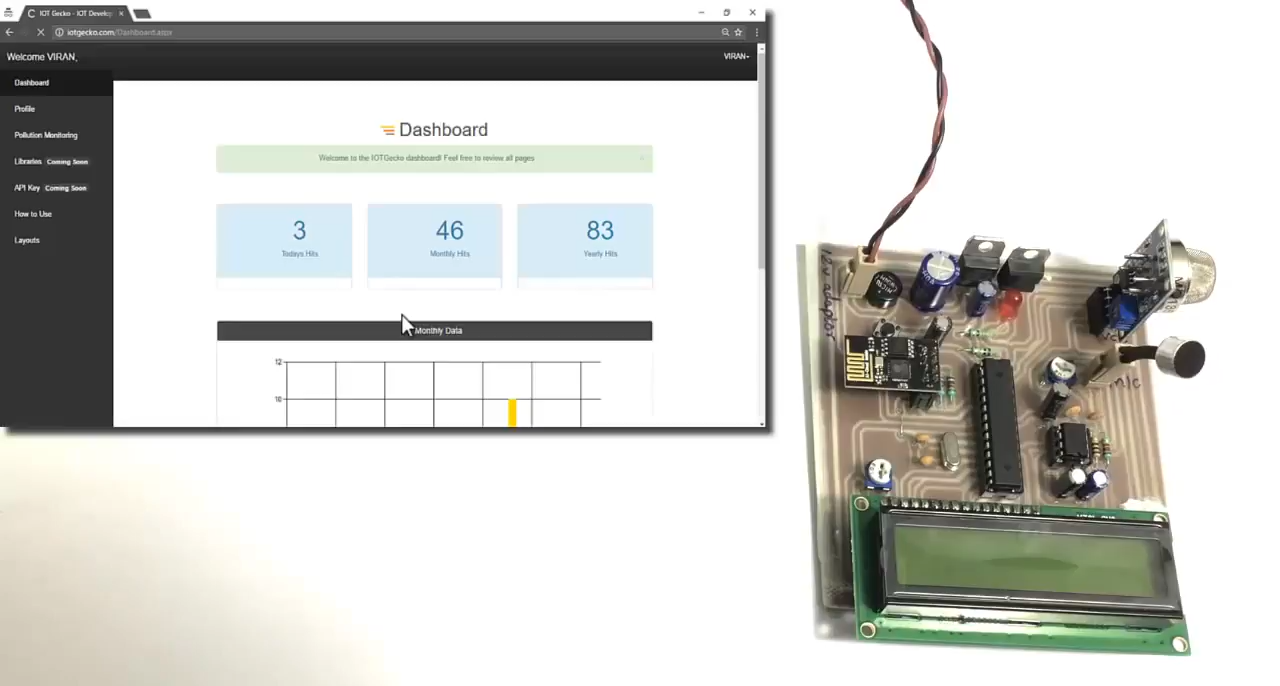 IOT Gecko - IOT Develop
iotgecko.com/Dashboard.aspx
Welcome VIRAN,
VIRAN
Dashboard
Profile
Pollution Monitoring
Libraries Coming Soon
API Key Coming Soon
How to Use
Layouts
Dashboard
Welcome to the IOTGecko dashboard! Feel free to review all pages
3
Todays Hits
46
Monthly Hits
83
Yearly Hits
Monthly Data
12
10
12v adaptor
mic